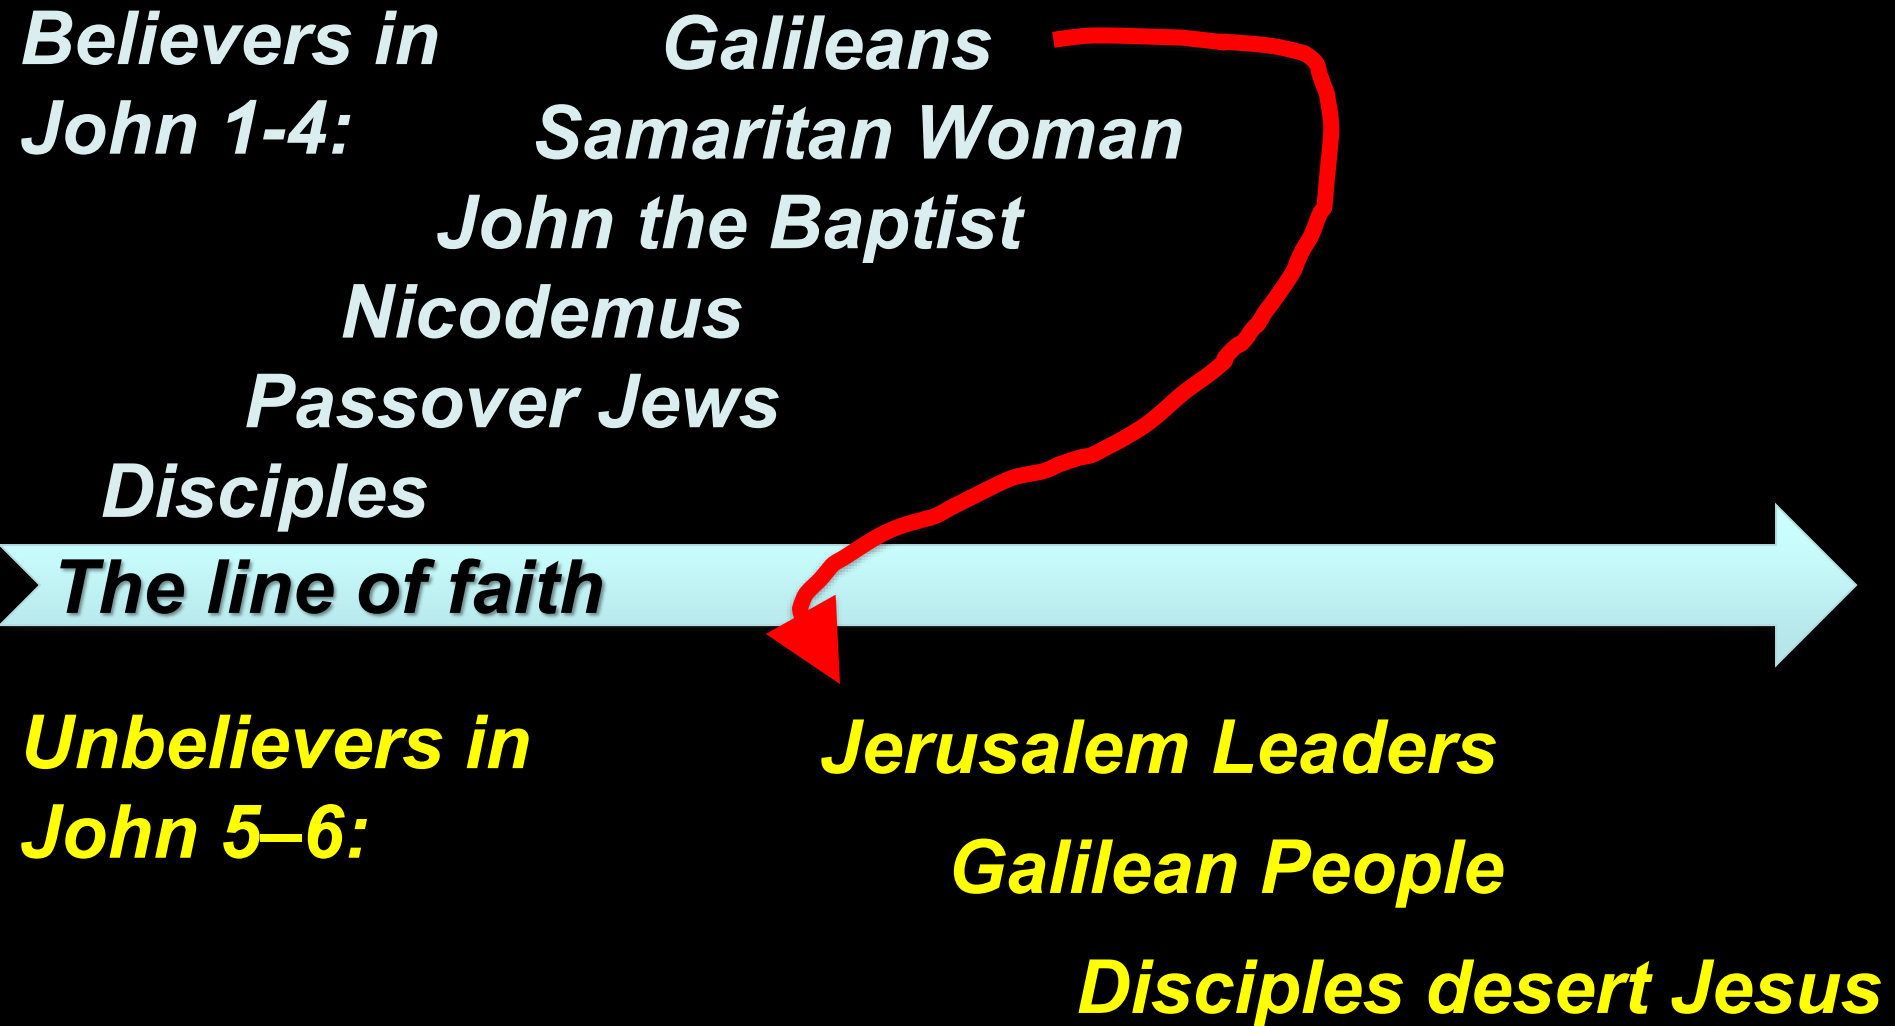 Believers in
John 1-4:
Galileans
Samaritan Woman
John the Baptist
Nicodemus
Passover Jews
Disciples
The line of faith
Unbelievers in
John 5–6:
Jerusalem Leaders
Galilean People
Disciples desert Jesus